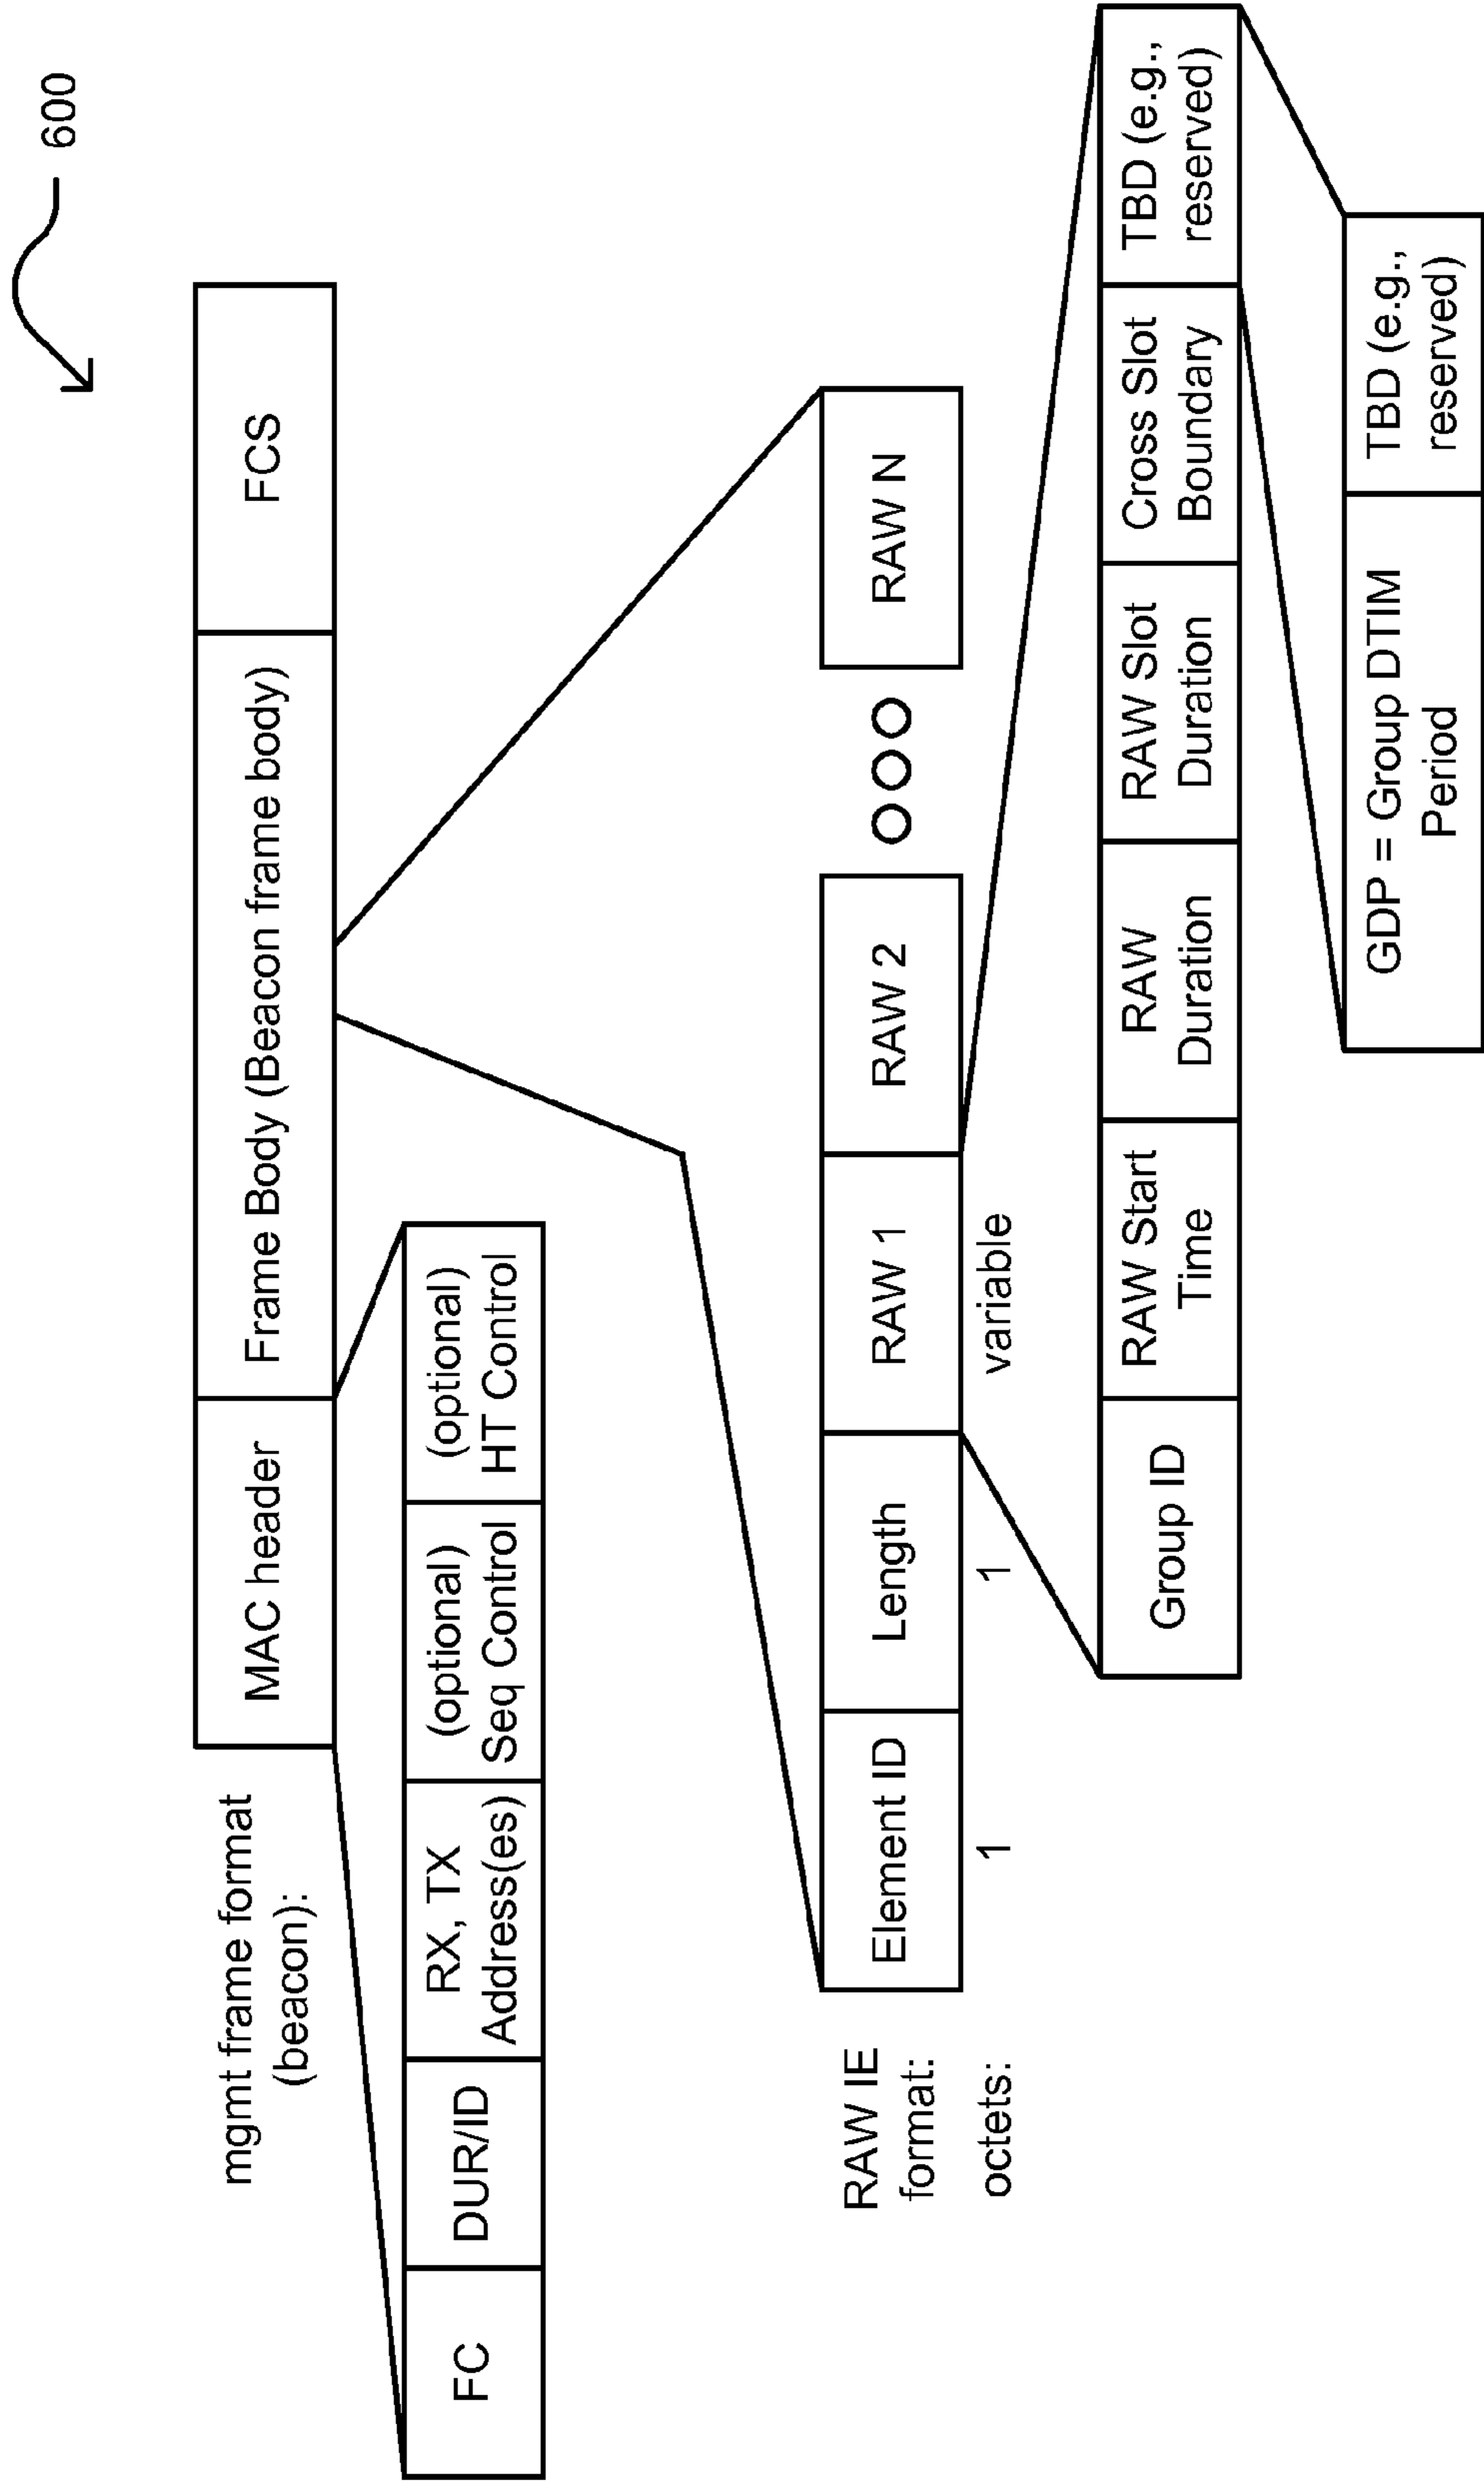 600
mgmt frame format
(beacon):
MAC header
Frame Body (Beacon frame body)
FCS
FC
DUR/ID
RX, TX
Address(es)
(optional)
Seq Control
(optional)
HT Control
RAW IE
format:
Element ID
Length
RAW 1
RAW 2
RAW N
octets:
1
1
variable
Group ID
RAW Start
Time
RAW
Duration
RAW Slot
Duration
Cross Slot
Boundary
TBD (e.g.,
reserved)
GDP = Group DTIM
Period
TBD (e.g.,
reserved)